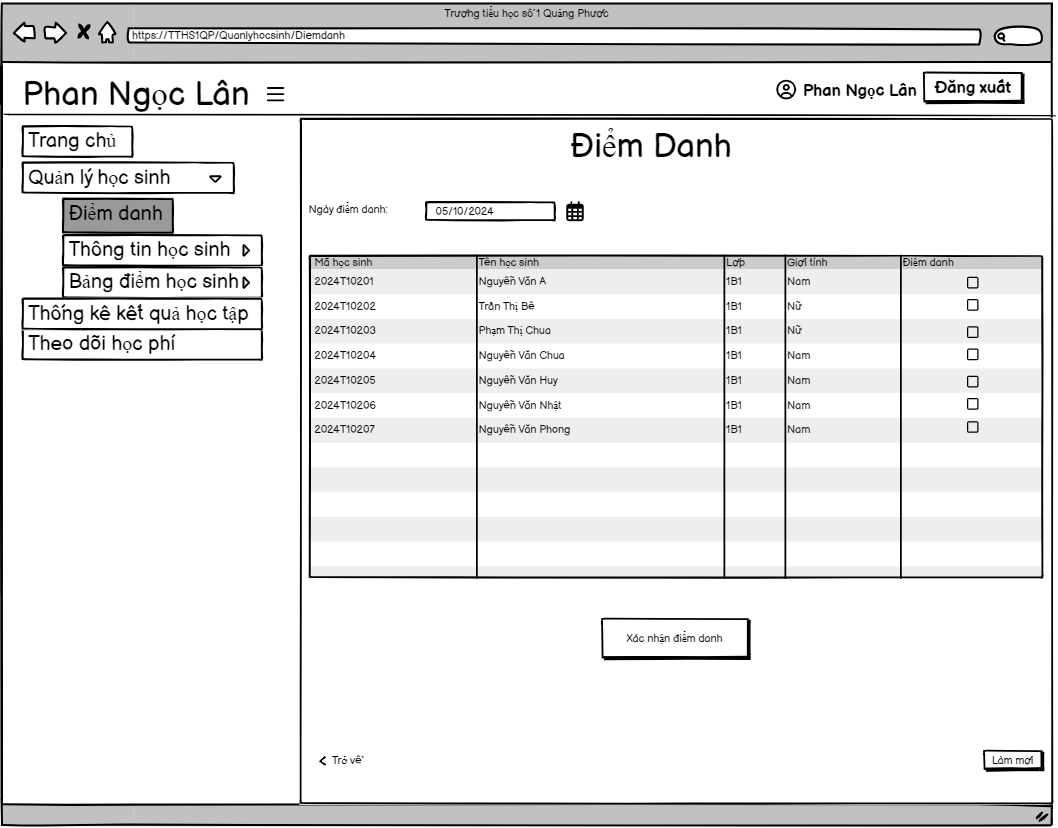 Trương tiểu học số 1 Quảng Phước
https://TTHS1QP/Quanlyhocsinh/Diemdanh
Phan Ngọc Lân
Phan Ngọc Lân Đăng xuất
Trang chủ
Quản lý học sinh
Điểm danh
Thông tin học sinh
Bảng điểm học sinh
Thống kê kết quả học tập
Theo dõi học phí
Điểm Danh
Ngày điểm danh: 05/10/2024
Mã học sinh Tên học sinh Lớp Giới tính Điểm danh
2024T10201 Nguyễn Văn A 1B1 Nam
2024T10202 Trần Thị Bê 1B1 Nữ
2024T10203 Phạm Thị Chua 1B1 Nữ
2024T10204 Nguyễn Văn Chua 1B1 Nam
2024T10205 Nguyễn Văn Huy 1B1 Nam
2024T10206 Nguyễn Văn Nhật 1B1 Nam
2024T10207 Nguyễn Văn Phong 1B1 Nam
Xác nhận điểm danh
Trở về
Làm mới